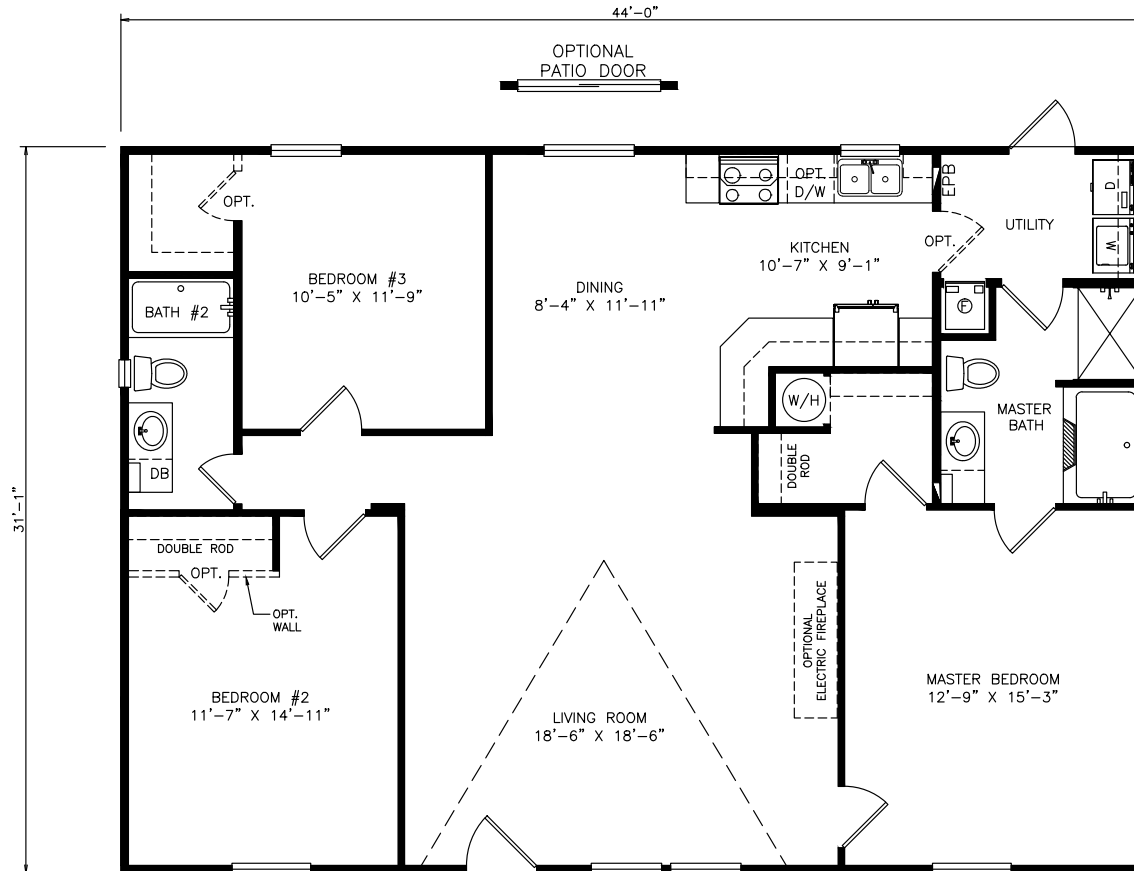 44'-0"
OPTIONAL
PATIO DOOR
31'-1"
OPT.
BEDROOM #3
10'-5" X 11'-9"
BATH #2
DB
DINING
8'-4" X 11'-11"
OPT.
D/W
KITCHEN
10'-7" X 9'-1"
EPB
OPT.
UTILITY
D
W
F
W/H
DOUBLE
ROD
MASTER
BATH
DOUBLE ROD
OPT.
OPT.
WALL
BEDROOM #2
11'-7" X 14'-11"
LIVING ROOM
18'-6" X 18'-6"
OPTIONAL
ELECTRIC FIREPLACE
MASTER BEDROOM
12'-9" X 15'-3"